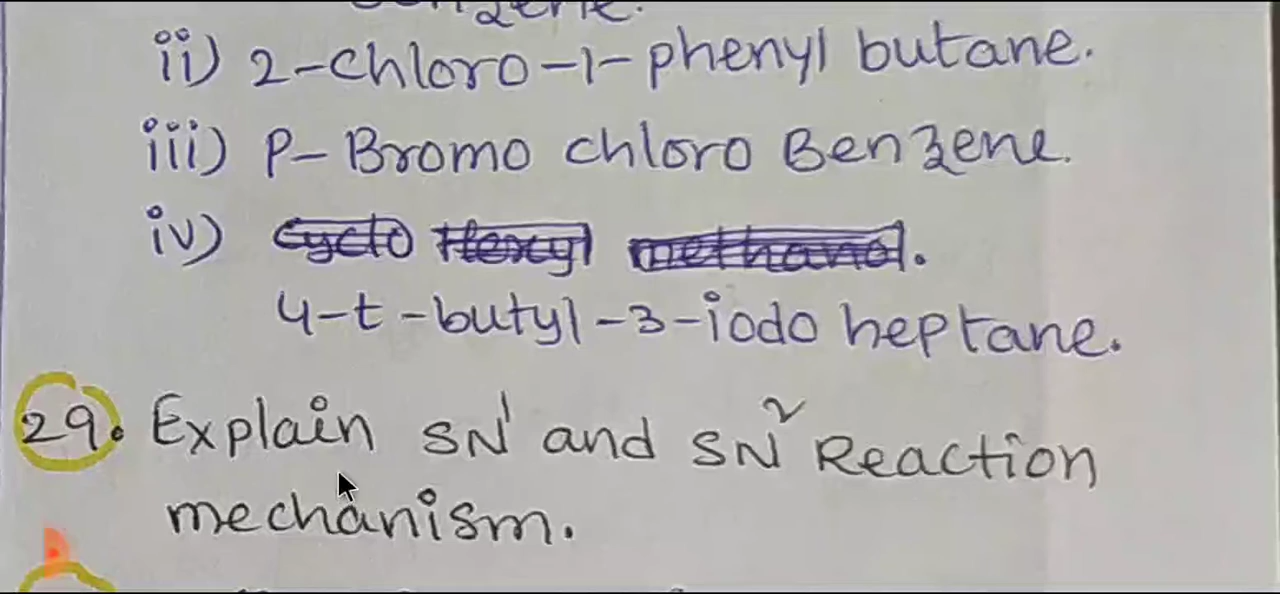 ii) 2-chloro-1-phenyl butane.
iii) P-Bromo chloro Benzene.
iv) Cyclo Hexyl methanol.
4-t-butyl-3-iodo heptane.
29. Explain SN¹ and SN² Reaction
mechanism.